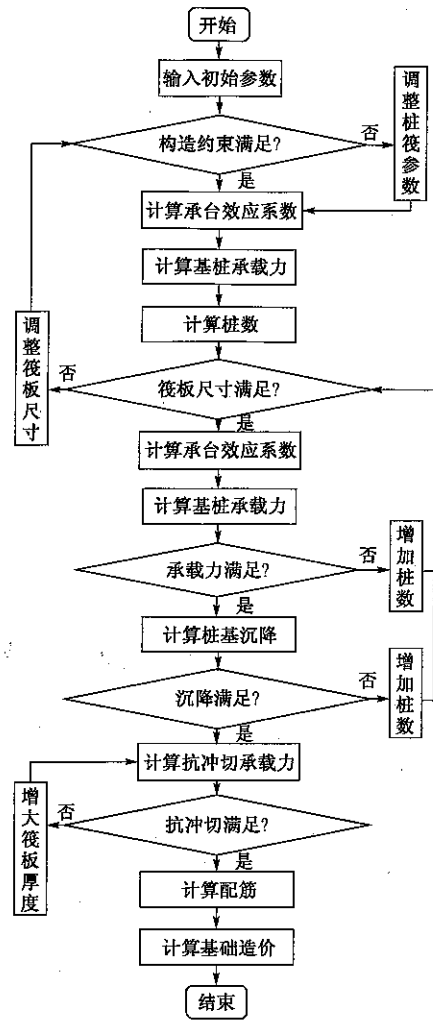 开始
输入初始参数
构造约束满足?
否
调整桩筏参数
是
计算承台效应系数
计算基桩承载力
计算桩数
调整筏板尺寸
否
筏板尺寸满足?
是
计算承台效应系数
计算基桩承载力
承载力满足?
否
增加桩数
是
计算桩基沉降
沉降满足?
否
增加桩数
是
计算抗冲切承载力
增大筏板厚度
否
抗冲切满足?
是
计算配筋
计算基础造价
结束